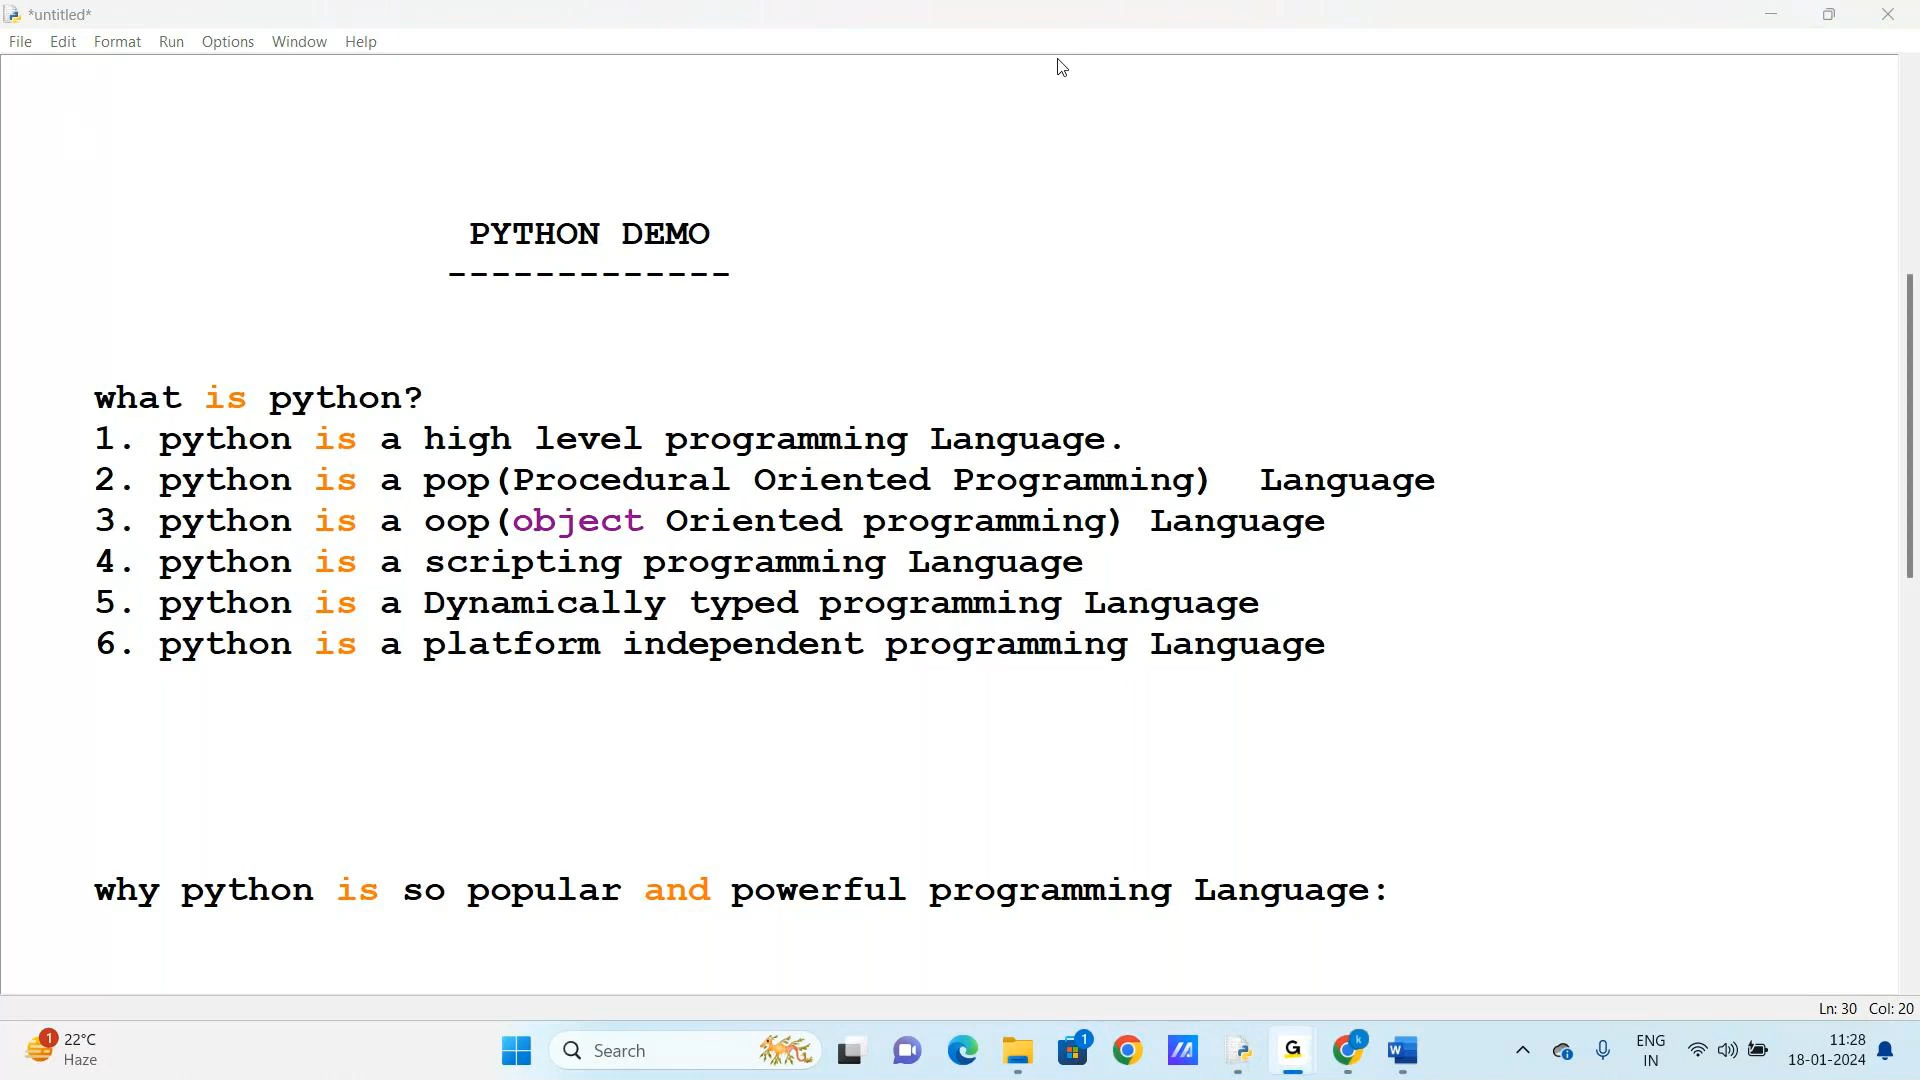 *untitled*
File Edit Format Run Options Window Help
PYTHON DEMO
-------------
what is python?
1. python is a high level programming Language.
2. python is a pop(Procedural Oriented Programming)  Language
3. python is a oop(object Oriented programming) Language
4. python is a scripting programming Language
5. python is a Dynamically typed programming Language
6. python is a platform independent programming Language
why python is so popular and powerful programming Language:
Ln: 30 Col: 20
1 22°C
Haze
Search
1
G
k
W
ENG
IN
11:28
18-01-2024